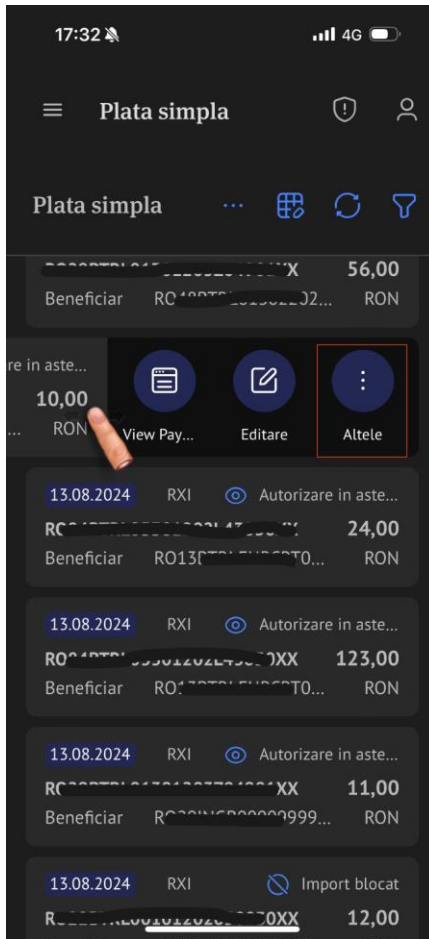 17:32
4G
Plata simpla
Plata simpla
56,00
Beneficiar RON
re in aste...
10,00
... RON
View Pay... Editare Altele
13.08.2024 RXI Autorizare in aste...
24,00
Beneficiar RON
13.08.2024 RXI Autorizare in aste...
123,00
Beneficiar RON
13.08.2024 RXI Autorizare in aste...
11,00
Beneficiar RON
13.08.2024 RXI Import blocat
12,00